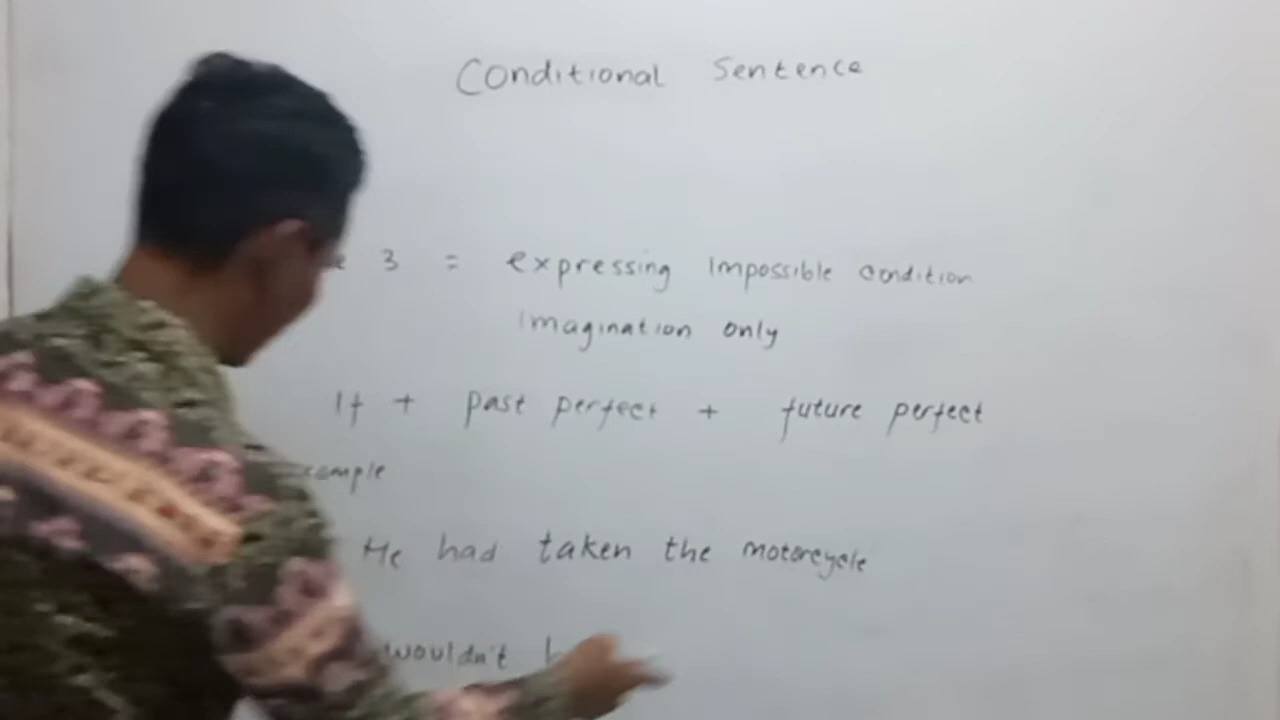 Conditional Sentence
3 = expressing impossible condition
imagination only
If + past perfect + future perfect
He had taken the motorcycle
wouldn't